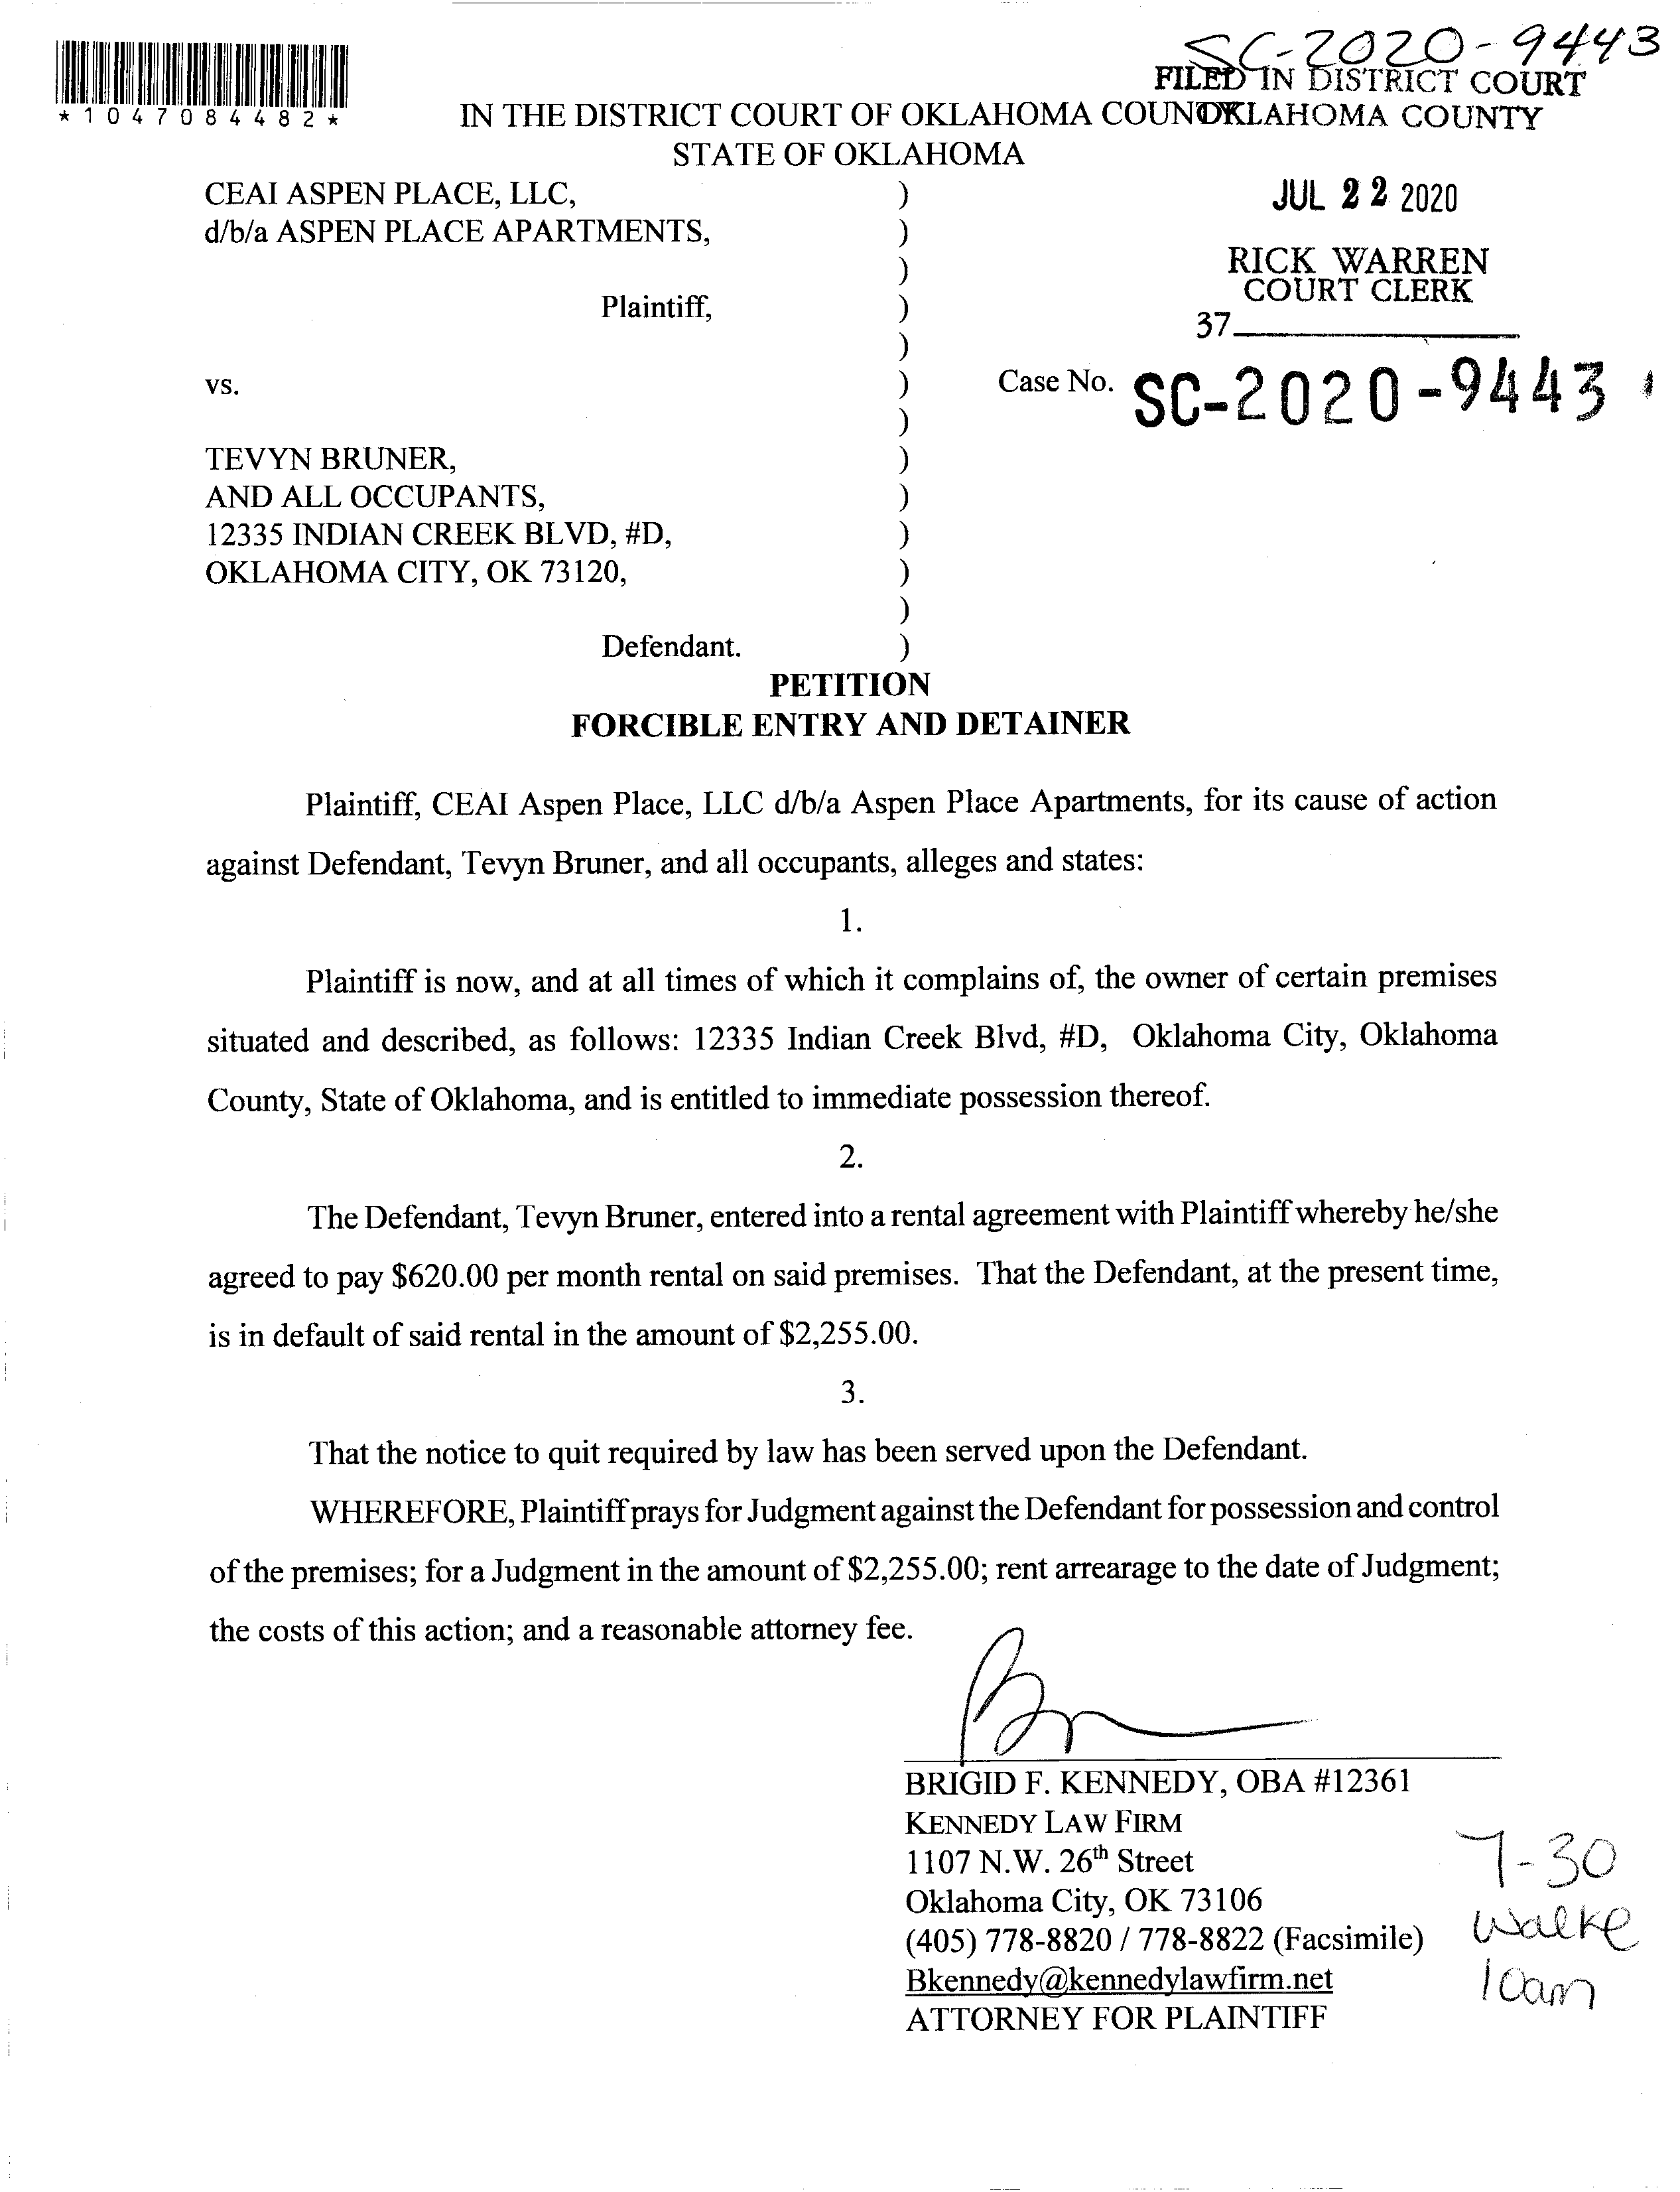 SC-2020-9443
FILED IN DISTRICT COURT
OKLAHOMA COUNTY
*1047084482*
IN THE DISTRICT COURT OF OKLAHOMA COUN
STATE OF OKLAHOMA
CEAI ASPEN PLACE, LLC, )
d/b/a ASPEN PLACE APARTMENTS, )
)
Plaintiff, )
)
vs. )
)
TEVYN BRUNER, )
AND ALL OCCUPANTS, )
12335 INDIAN CREEK BLVD, #D, )
OKLAHOMA CITY, OK 73120, )
)
Defendant. )
JUL 22 2020
RICK WARREN
COURT CLERK
37
Case No. SC-2020-9443
PETITION
FORCIBLE ENTRY AND DETAINER
Plaintiff, CEAI Aspen Place, LLC d/b/a Aspen Place Apartments, for its cause of action
against Defendant, Tevyn Bruner, and all occupants, alleges and states:
1.
Plaintiff is now, and at all times of which it complains of, the owner of certain premises
situated and described, as follows: 12335 Indian Creek Blvd, #D, Oklahoma City, Oklahoma
County, State of Oklahoma, and is entitled to immediate possession thereof.
2.
The Defendant, Tevyn Bruner, entered into a rental agreement with Plaintiff whereby he/she
agreed to pay $620.00 per month rental on said premises. That the Defendant, at the present time,
is in default of said rental in the amount of $2,255.00.
3.
That the notice to quit required by law has been served upon the Defendant.
WHEREFORE, Plaintiff prays for Judgment against the Defendant for possession and control
of the premises; for a Judgment in the amount of $2,255.00; rent arrearage to the date of Judgment;
the costs of this action; and a reasonable attorney fee.
BRIGID F. KENNEDY, OBA #12361
KENNEDY LAW FIRM
1107 N.W. 26th Street
Oklahoma City, OK 73106
(405) 778-8820 / 778-8822 (Facsimile)
Bkennedy@kennedylawfirm.net
ATTORNEY FOR PLAINTIFF
7-30
Walke
10am